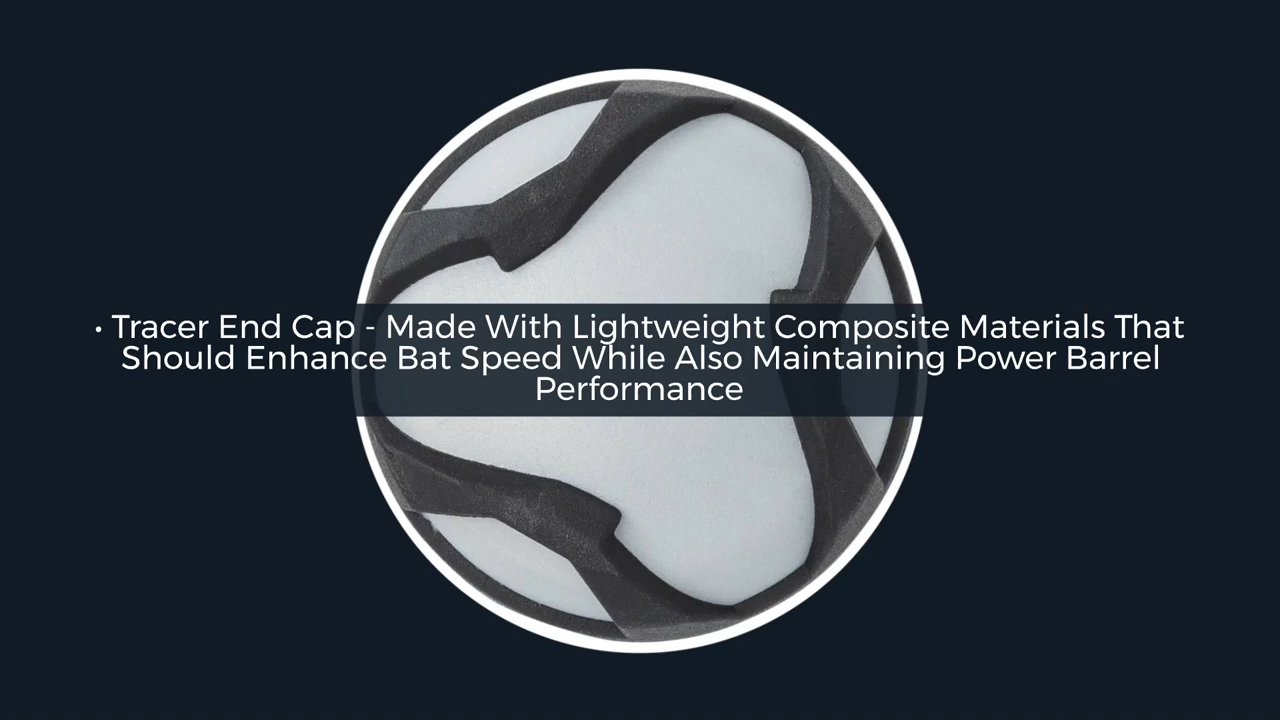 • Tracer End Cap - Made With Lightweight Composite Materials That
Should Enhance Bat Speed While Also Maintaining Power Barrel
Performance